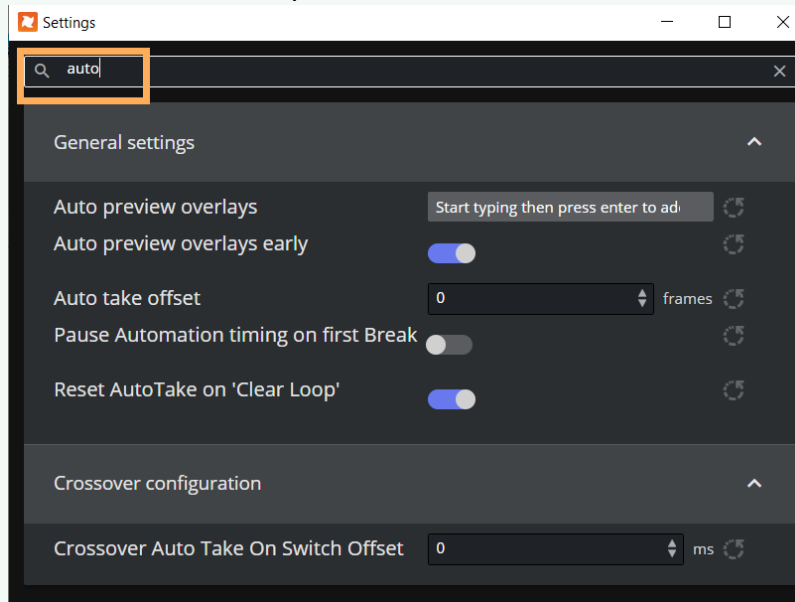 Settings
auto
General settings
Auto preview overlays
Start typing then press enter to ad
Auto preview overlays early
Auto take offset
0
frames
Pause Automation timing on first Break
Reset AutoTake on 'Clear Loop'
Crossover configuration
Crossover Auto Take On Switch Offset
0
ms